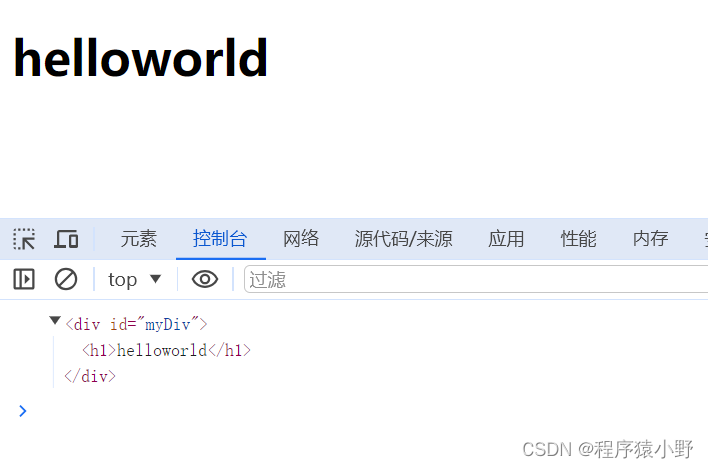 helloworld
元素 控制台 网络 源代码/来源 应用 性能 内存
top ▼ 过滤
▼<div id="myDiv">
<h1>helloworld</h1>
</div>
>
CSDN @程序猿小野